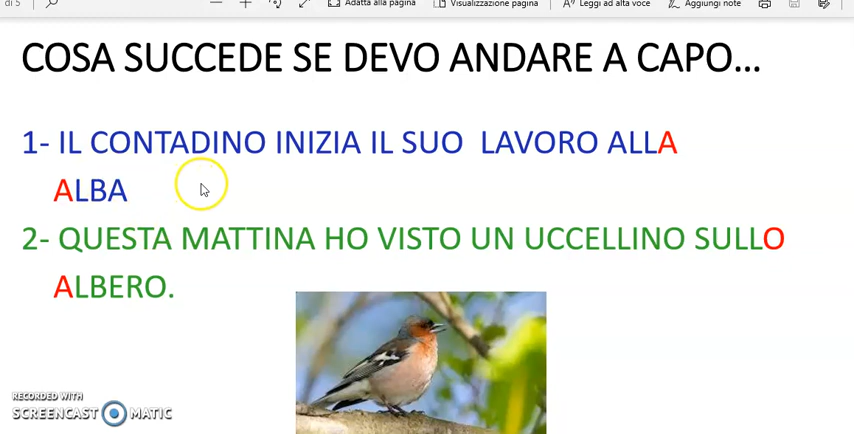 di 5
Adatta alla pagina
Visualizzazione pagina
Leggi ad alta voce
Aggiungi note
COSA SUCCEDE SE DEVO ANDARE A CAPO...
1- IL CONTADINO INIZIA IL SUO LAVORO ALLA
ALBA
2- QUESTA MATTINA HO VISTO UN UCCELLINO SULLO
ALBERO.
RECORDED WITH
SCREENCAST MATIC